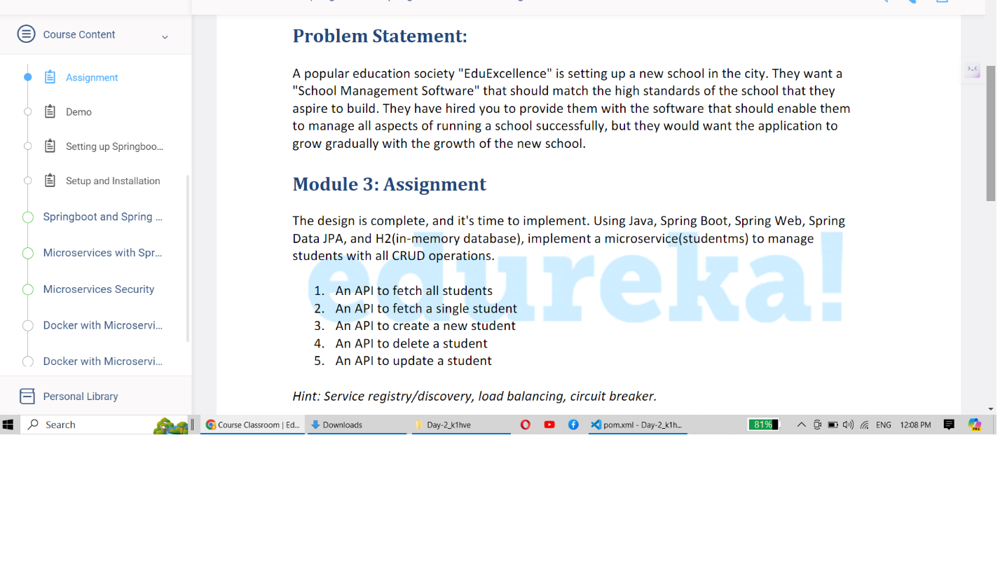 Course Content
Assignment
Demo
Setting up Springboo...
Setup and Installation
Springboot and Spring ...
Microservices with Spr...
Microservices Security
Docker with Microservi...
Docker with Microservi...
Personal Library
Problem Statement:
A popular education society "EduExcellence" is setting up a new school in the city. They want a
"School Management Software" that should match the high standards of the school that they
aspire to build. They have hired you to provide them with the software that should enable them
to manage all aspects of running a school successfully, but they would want the application to
grow gradually with the growth of the new school.
Module 3: Assignment
The design is complete, and it's time to implement. Using Java, Spring Boot, Spring Web, Spring
Data JPA, and H2(in-memory database), implement a microservice(studentms) to manage
students with all CRUD operations.
edureka!
1. An API to fetch all students
2. An API to fetch a single student
3. An API to create a new student
4. An API to delete a student
5. An API to update a student
Hint: Service registry/discovery, load balancing, circuit breaker.
Search
Course Classroom | Ed...
Downloads
Day-2_k1hve
pom.xml - Day-2_k1h...
81%
ENG
12:08 PM
PRE